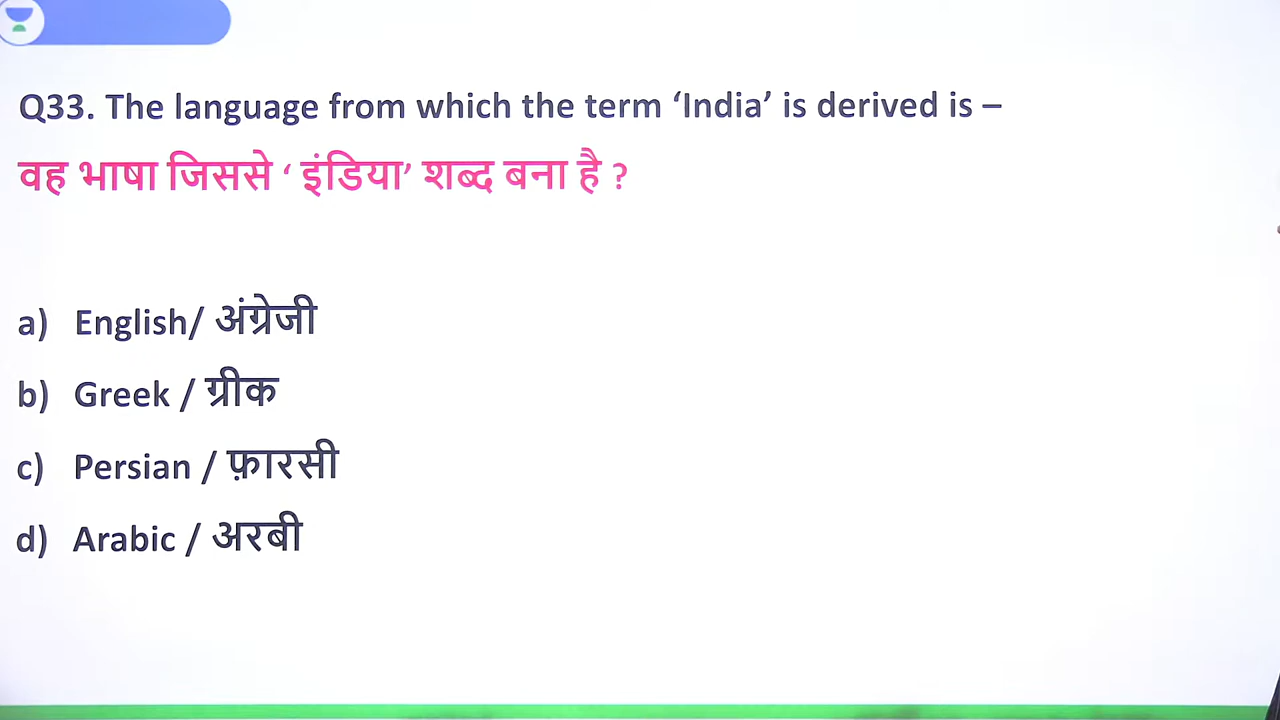 Q33. The language from which the term ‘India’ is derived is –
वह भाषा जिससे ‘ इंडिया’ शब्द बना है ?
a) English/ अंग्रेजी
b) Greek / ग्रीक
c) Persian / फ़ारसी
d) Arabic / अरबी